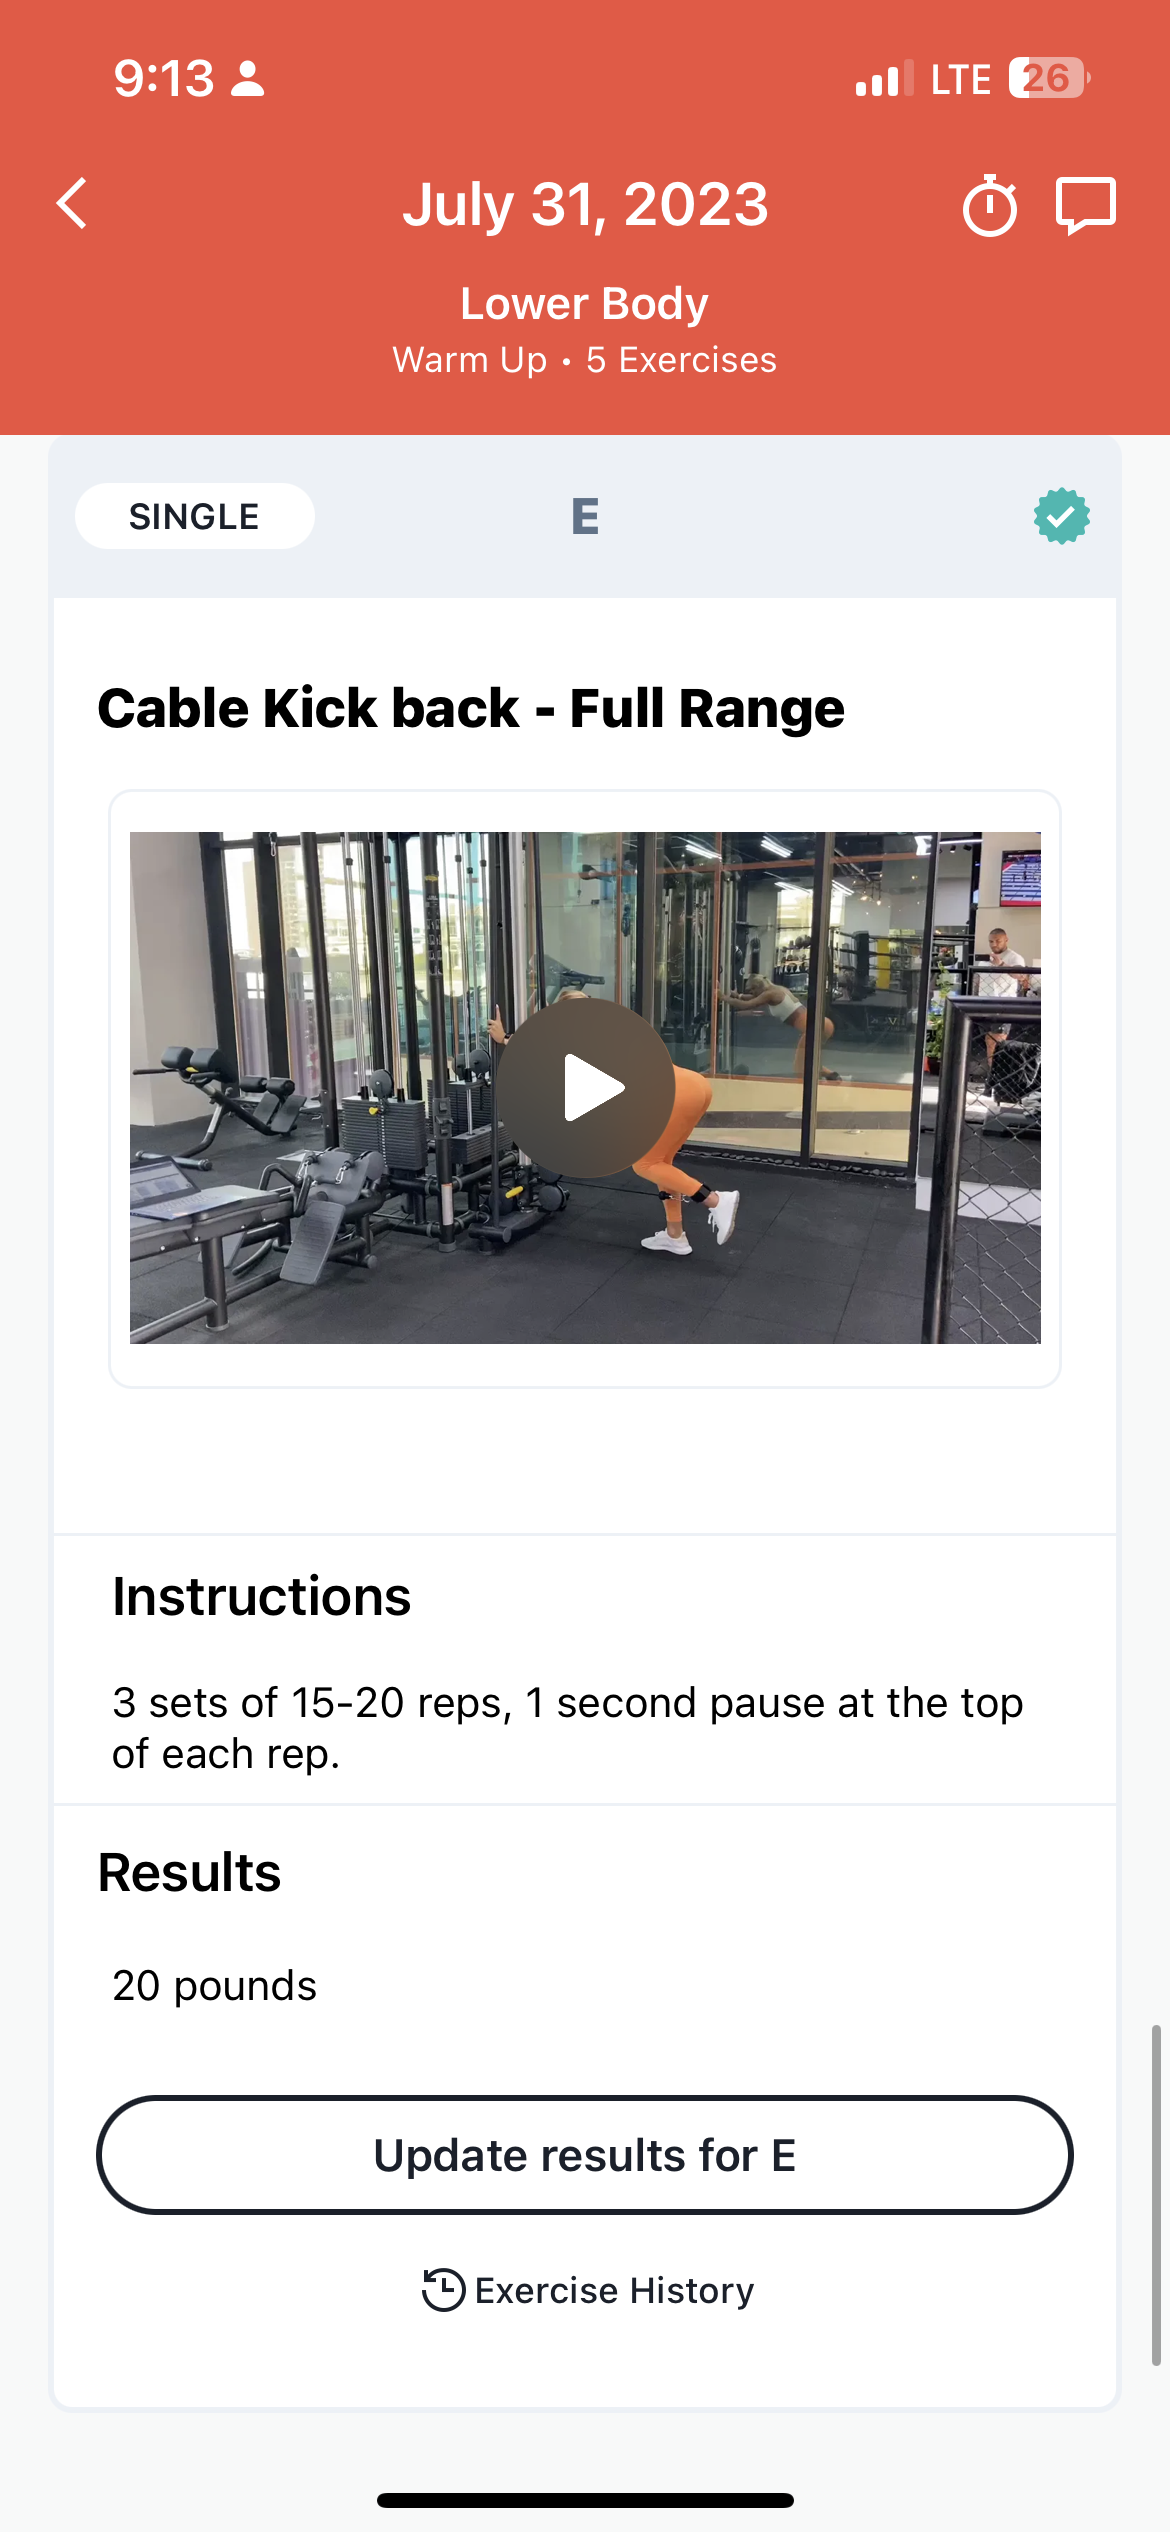 9:13
LTE 26
July 31, 2023
Lower Body
Warm Up • 5 Exercises
SINGLE
E
Cable Kick back - Full Range
Instructions
3 sets of 15-20 reps, 1 second pause at the top
of each rep.
Results
20 pounds
Update results for E
Exercise History